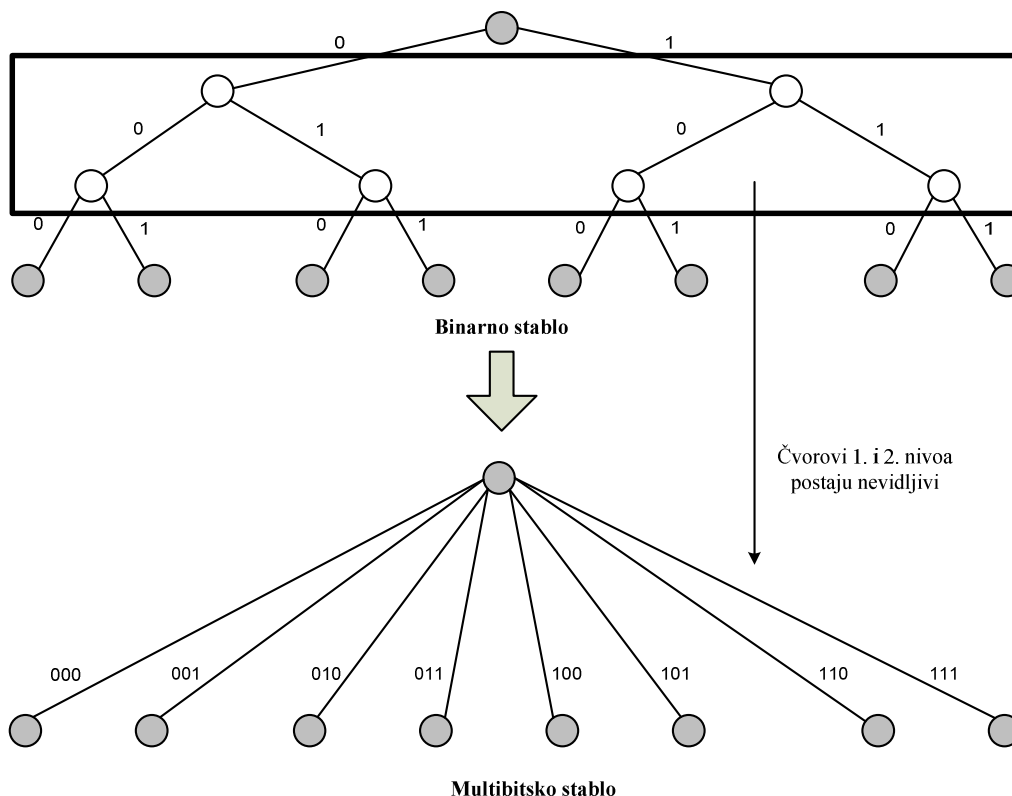 0 1
0 1 0 1
0 1 0 1 0 1 0 1
Binarno stablo
Čvorovi 1. i 2. nivoa
postaju nevidljivi
000 001 010 011 100 101 110 111
Multibitsko stablo